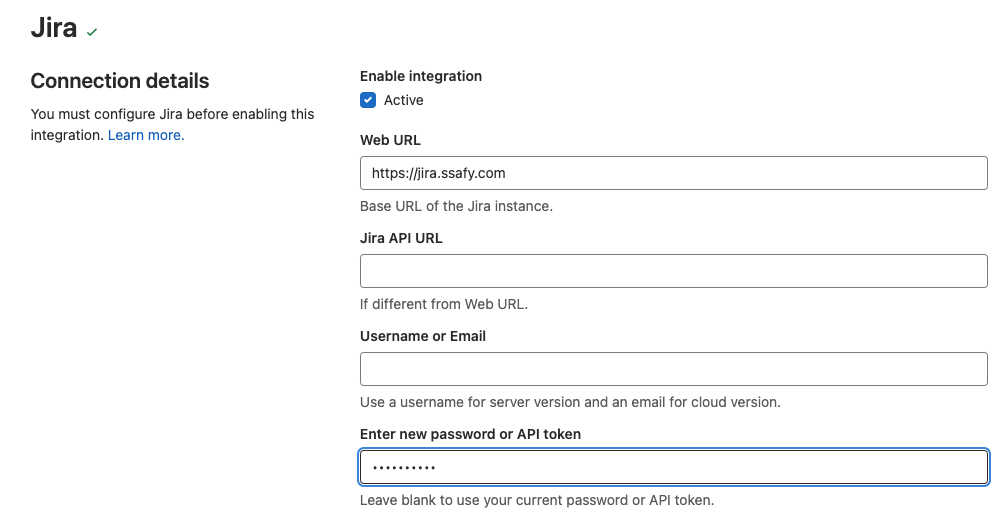 Jira
Connection details
You must configure Jira before enabling this
integration. Learn more.
Enable integration
Active
Web URL
https://jira.ssafy.com
Base URL of the Jira instance.
Jira API URL
If different from Web URL.
Username or Email
Use a username for server version and an email for cloud version.
Enter new password or API token
••••••••••
Leave blank to use your current password or API token.